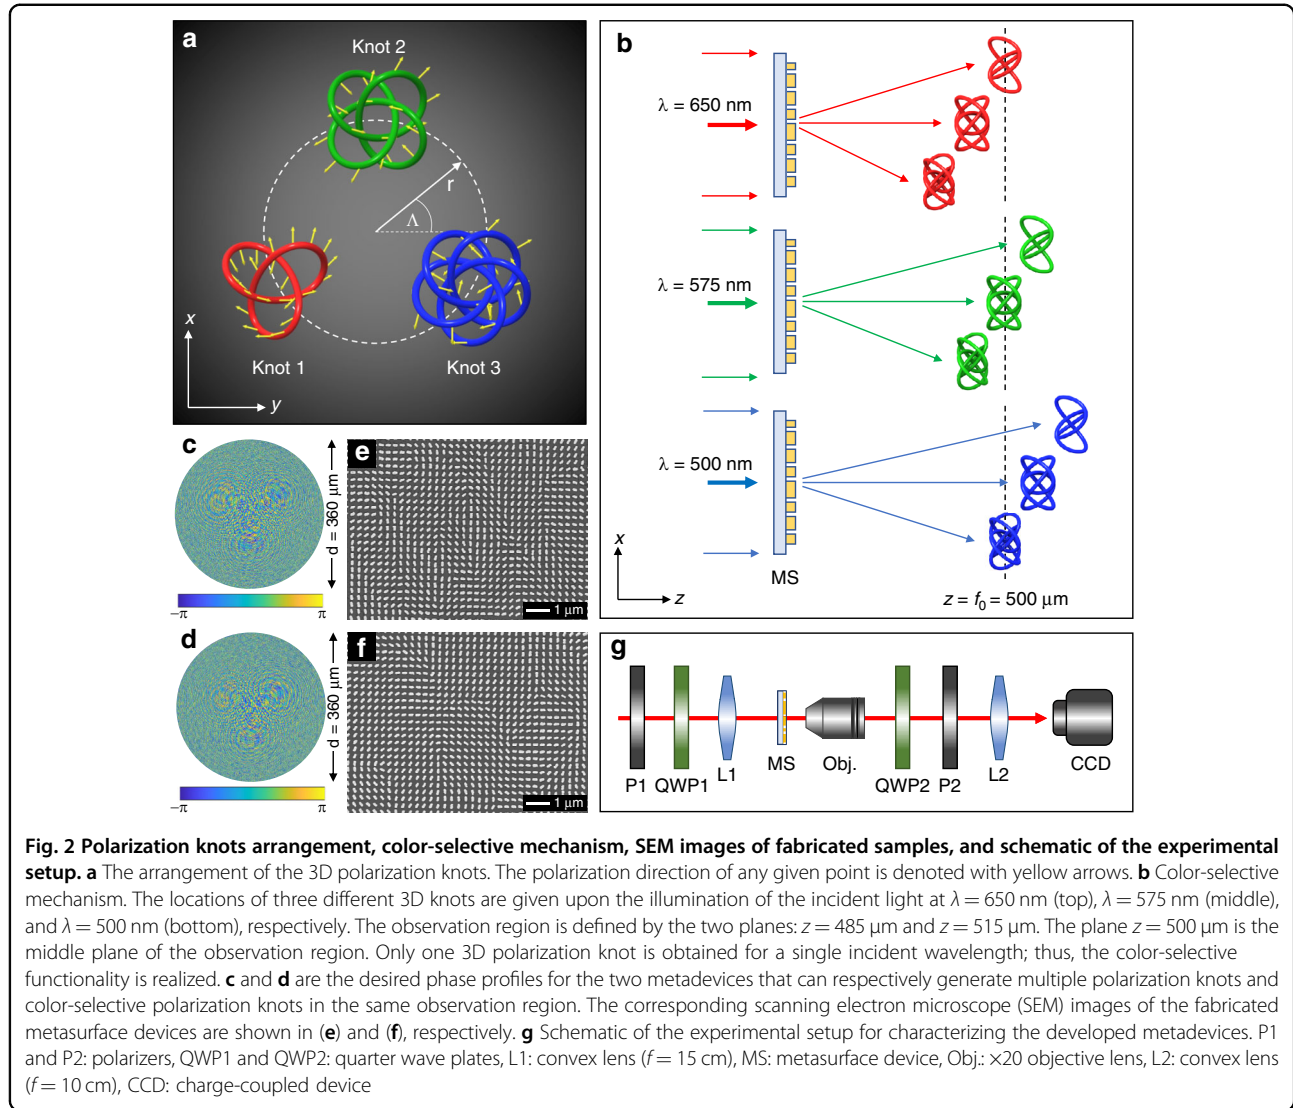 a
Knot 2
r
Λ
x
Knot 1
Knot 3
y
b
λ = 650 nm
λ = 575 nm
λ = 500 nm
x
MS
z
z = f0 = 500 μm
c
d = 360 μm
−π
π
e
1 μm
d
d = 360 μm
−π
π
f
1 μm
g
P1
QWP1
L1
MS
Obj.
QWP2
P2
L2
CCD
Fig. 2 Polarization knots arrangement, color-selective mechanism, SEM images of fabricated samples, and schematic of the experimental
setup. a The arrangement of the 3D polarization knots. The polarization direction of any given point is denoted with yellow arrows. b Color-selective
mechanism. The locations of three different 3D knots are given upon the illumination of the incident light at λ = 650 nm (top), λ = 575 nm (middle),
and λ = 500 nm (bottom), respectively. The observation region is defined by the two planes: z = 485 μm and z = 515 μm. The plane z = 500 μm is the
middle plane of the observation region. Only one 3D polarization knot is obtained for a single incident wavelength; thus, the color-selective
functionality is realized. c and d are the desired phase profiles for the two metadevices that can respectively generate multiple polarization knots and
color-selective polarization knots in the same observation region. The corresponding scanning electron microscope (SEM) images of the fabricated
metasurface devices are shown in (e) and (f), respectively. g Schematic of the experimental setup for characterizing the developed metadevices. P1
and P2: polarizers, QWP1 and QWP2: quarter wave plates, L1: convex lens (f = 15 cm), MS: metasurface device, Obj.: ×20 objective lens, L2: convex lens
(f = 10 cm), CCD: charge-coupled device